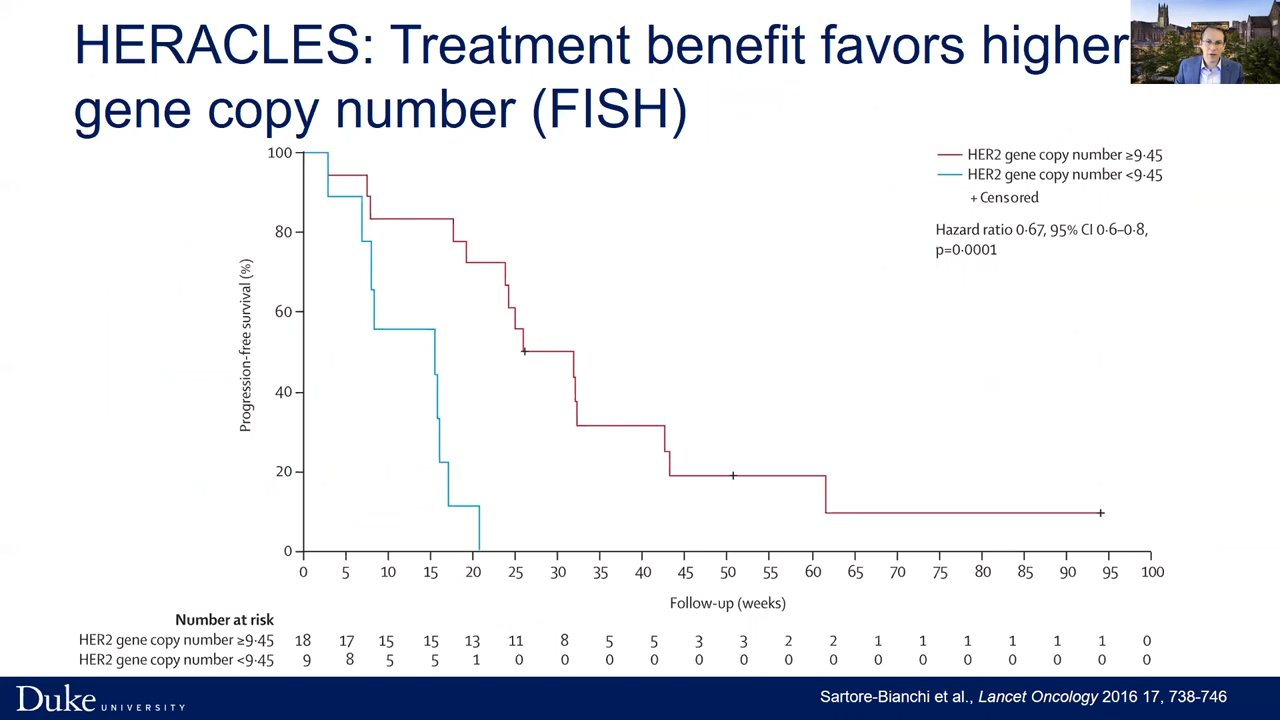 HERACLES: Treatment benefit favors higher
gene copy number (FISH)
HER2 gene copy number ≥9·45
HER2 gene copy number <9·45
+ Censored
Hazard ratio 0·67, 95% CI 0·6–0·8,
p=0·0001
Progression-free survival (%)
100
80
60
40
20
0
0 5 10 15 20 25 30 35 40 45 50 55 60 65 70 75 80 85 90 95 100
Follow-up (weeks)
Number at risk
HER2 gene copy number ≥9·45 18 17 15 15 13 11 8 5 5 3 3 2 2 1 1 1 1 1 1 0
HER2 gene copy number <9·45 9 8 5 5 1 0 0 0 0 0 0 0 0 0 0 0 0 0 0 0
Duke UNIVERSITY
Sartore-Bianchi et al., Lancet Oncology 2016 17, 738-746